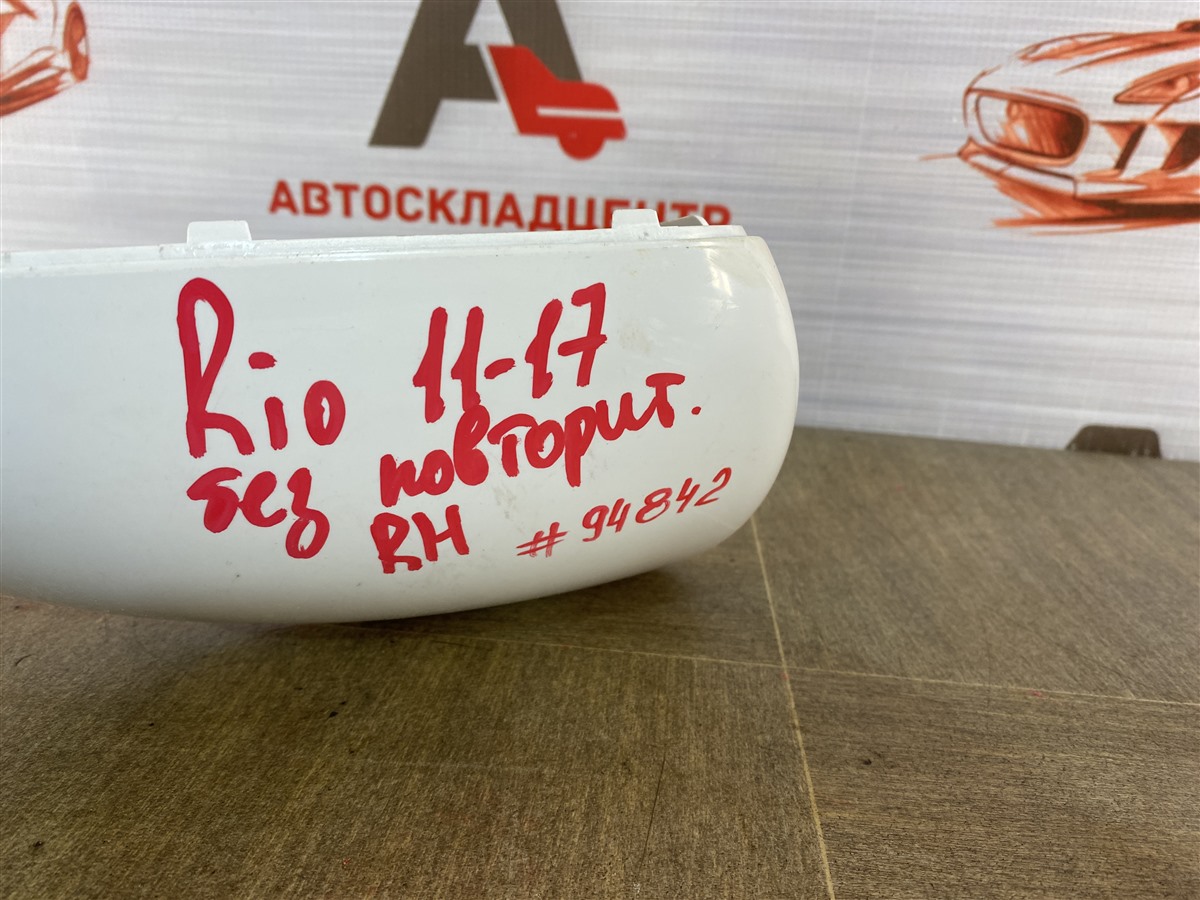 АВТОСКЛАДЦЕНТР
Rio 11-17
без повторит.
RH #94842